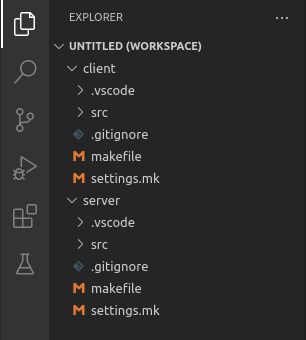 EXPLORER
UNTITLED (WORKSPACE)
client
.vscode
src
.gitignore
makefile
settings.mk
server
.vscode
src
.gitignore
makefile
settings.mk